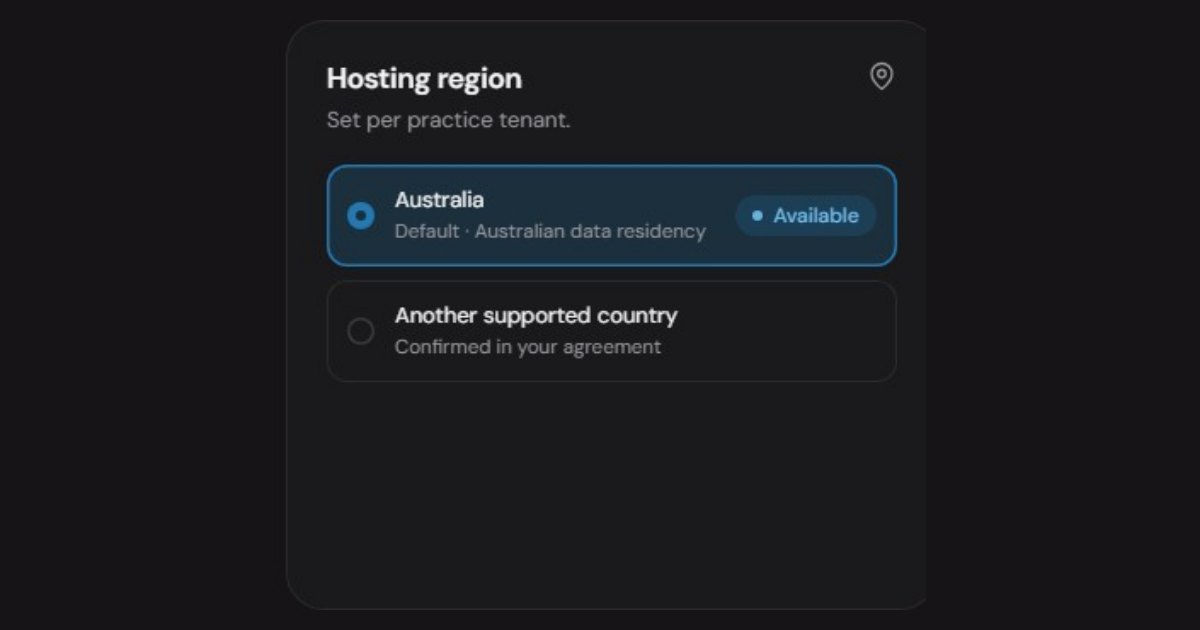 Hosting region
Set per practice tenant.
Australia
Default · Australian data residency
Available
Another supported country
Confirmed in your agreement